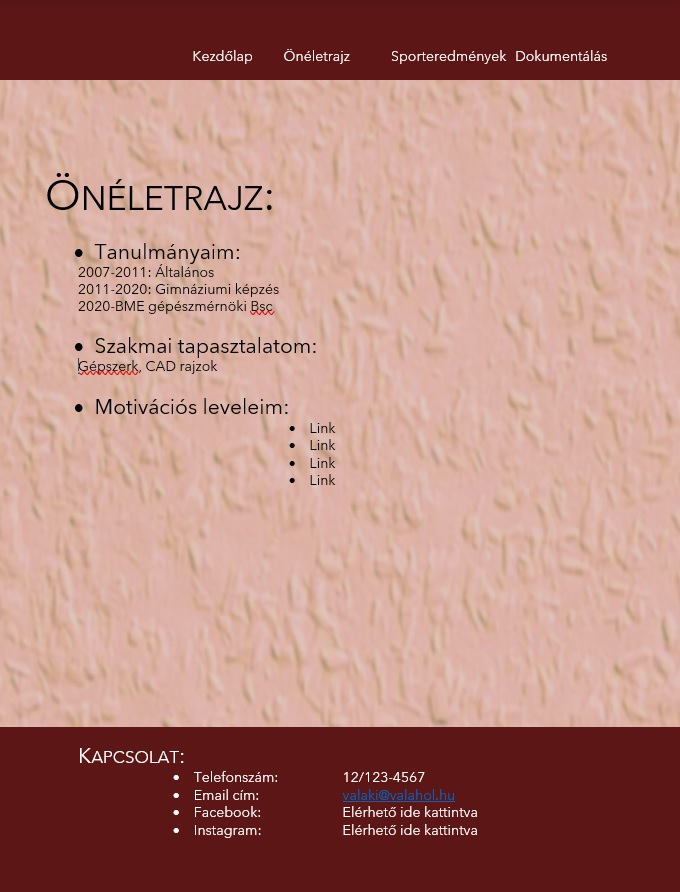 Kezdőlap Önéletrajz Sporteredmények Dokumentálás
ÖNÉLETRAJZ:
• Tanulmányaim:
2007-2011: Általános
2011-2020: Gimnáziumi képzés
2020-BME gépészmérnöki Bsc
• Szakmai tapasztalatom:
Gépszerk, CAD rajzok
• Motivációs leveleim:
• Link
• Link
• Link
• Link
KAPCSOLAT:
• Telefonszám: 12/123-4567
• Email cím: valaki@valahol.hu
• Facebook: Elérhető ide kattintva
• Instagram: Elérhető ide kattintva